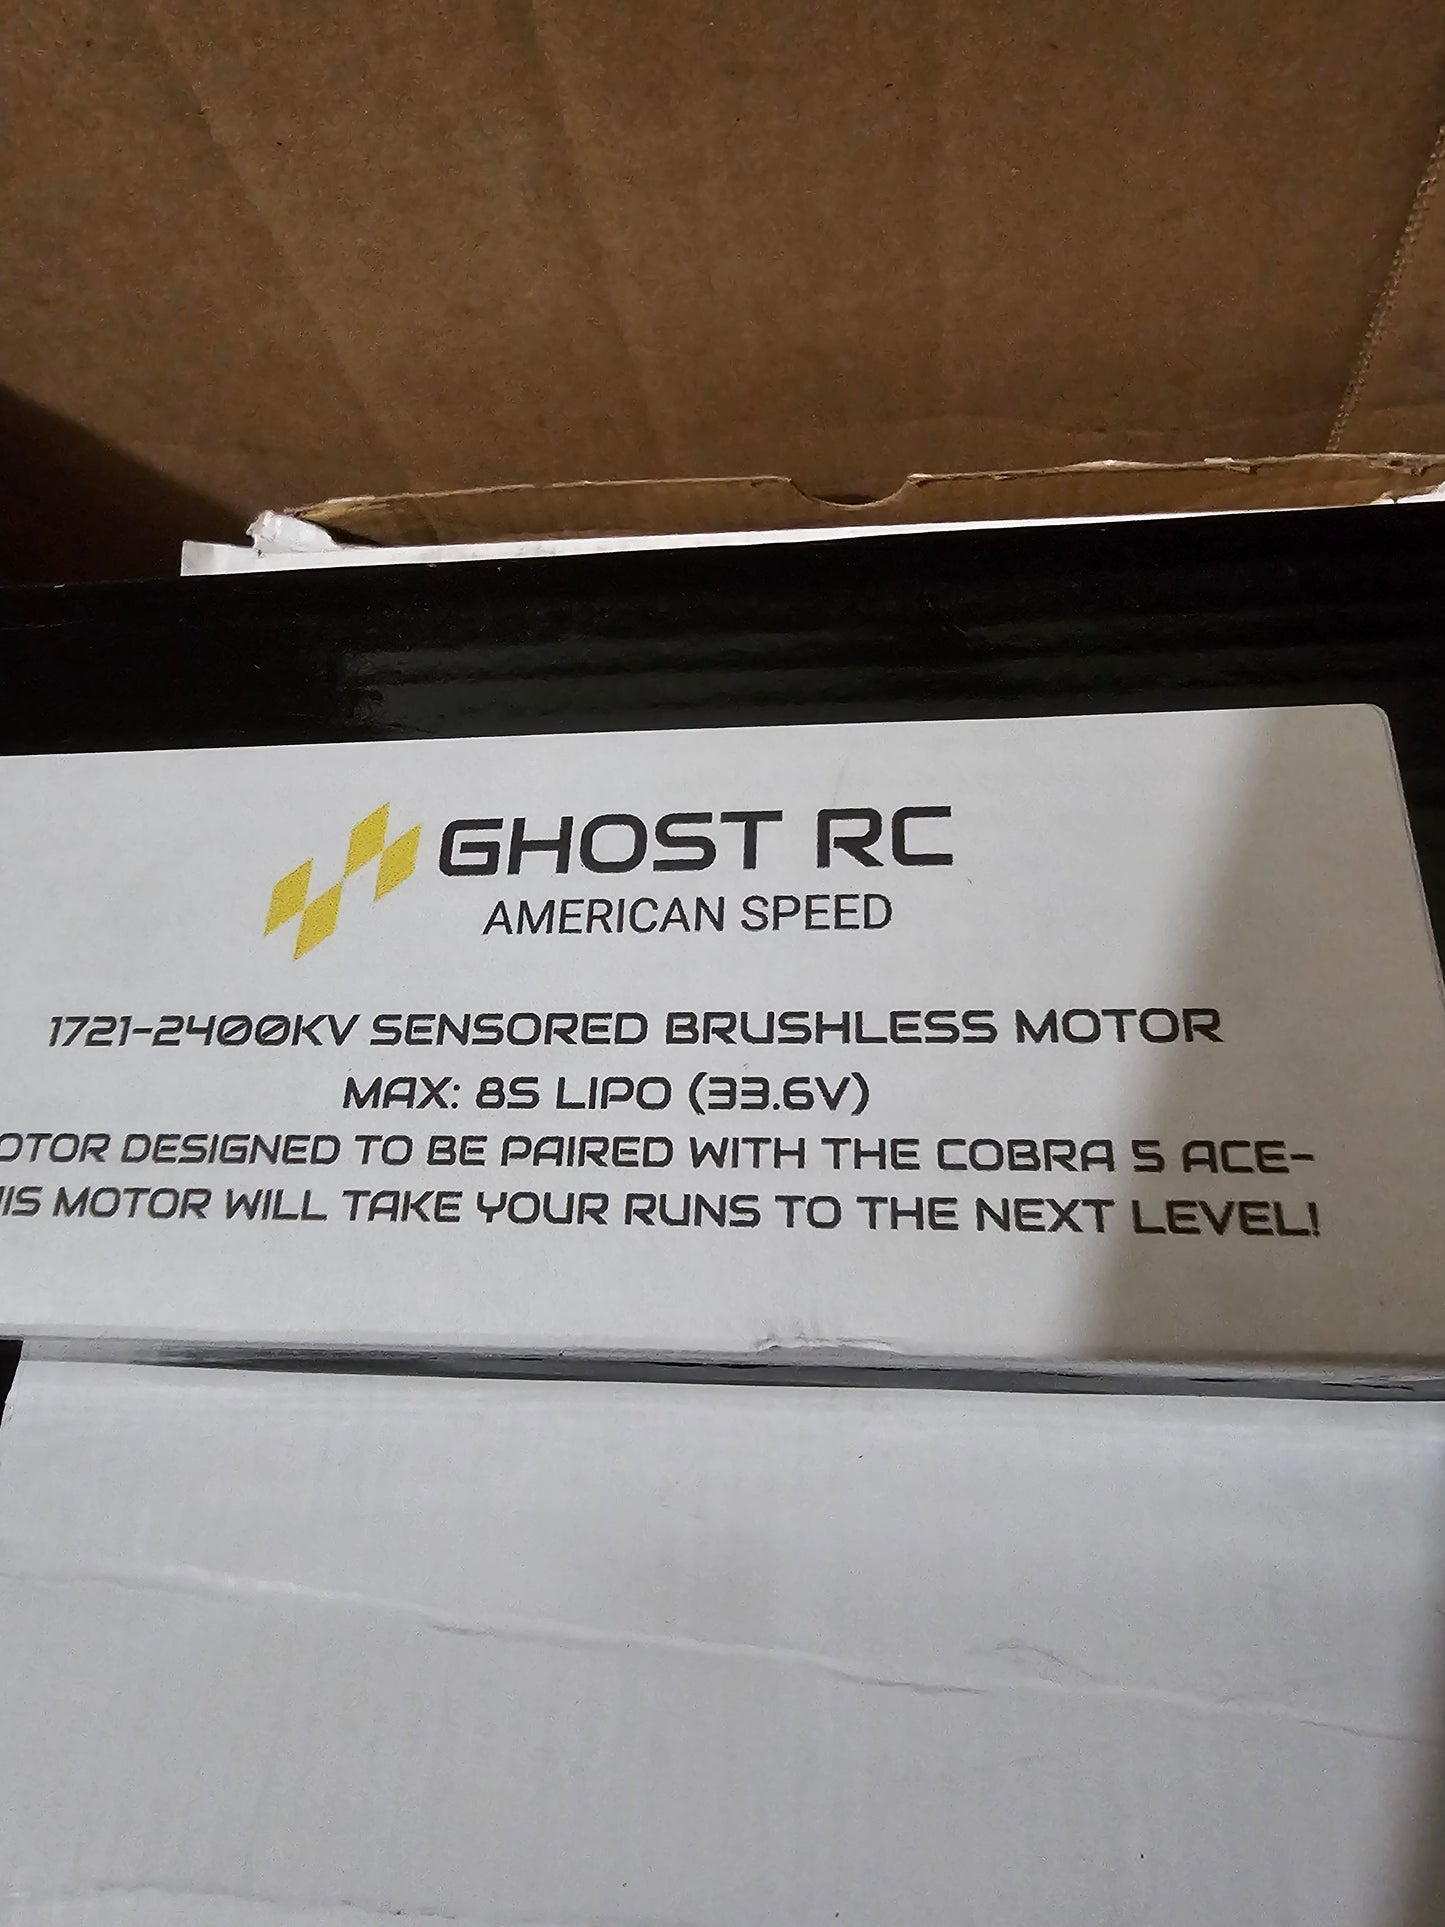 GHOST RC
AMERICAN SPEED
1721-2400KV SENSORED BRUSHLESS MOTOR
MAX: 8S LIPO (33.6V)
OTOR DESIGNED TO BE PAIRED WITH THE COBRA 5 ACE-
IS MOTOR WILL TAKE YOUR RUNS TO THE NEXT LEVEL!